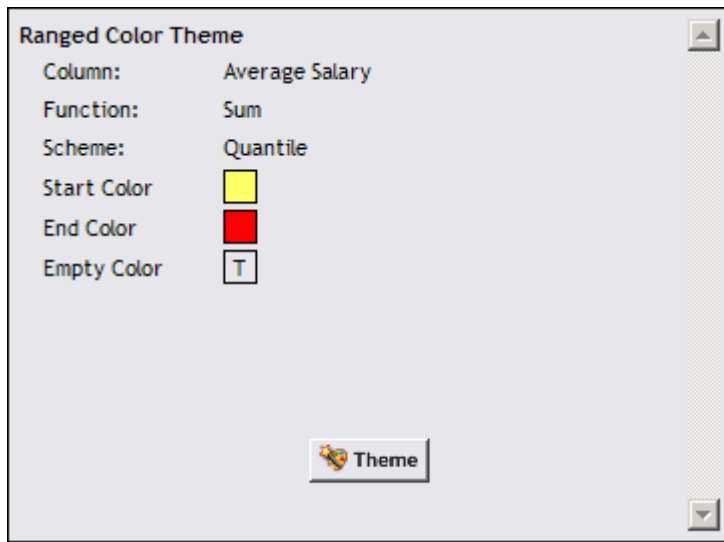 Ranged Color Theme
Column: Average Salary
Function: Sum
Scheme: Quantile
Start Color
End Color
Empty Color T
Theme